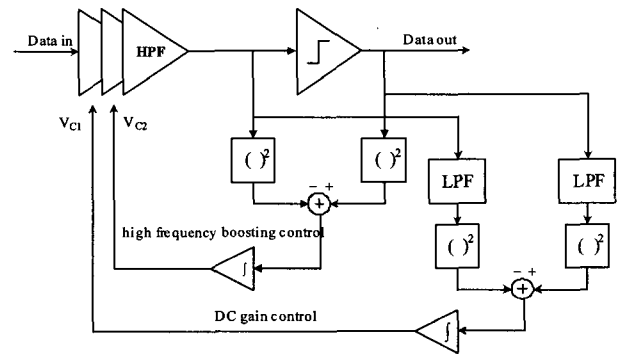 Data in
HPF
Data out
V_C1
V_C2
( )²
( )²
LPF
LPF
- +
+
high frequency boosting control
∫
( )²
( )²
- +
+
DC gain control
∫